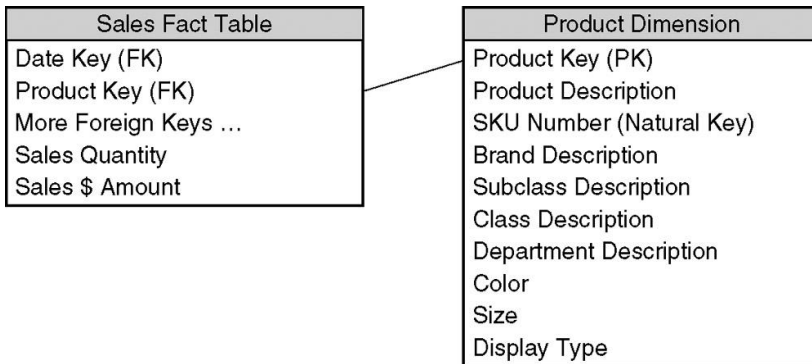 Sales Fact Table
Date Key (FK)
Product Key (FK)
More Foreign Keys ...
Sales Quantity
Sales $ Amount
Product Dimension
Product Key (PK)
Product Description
SKU Number (Natural Key)
Brand Description
Subclass Description
Class Description
Department Description
Color
Size
Display Type